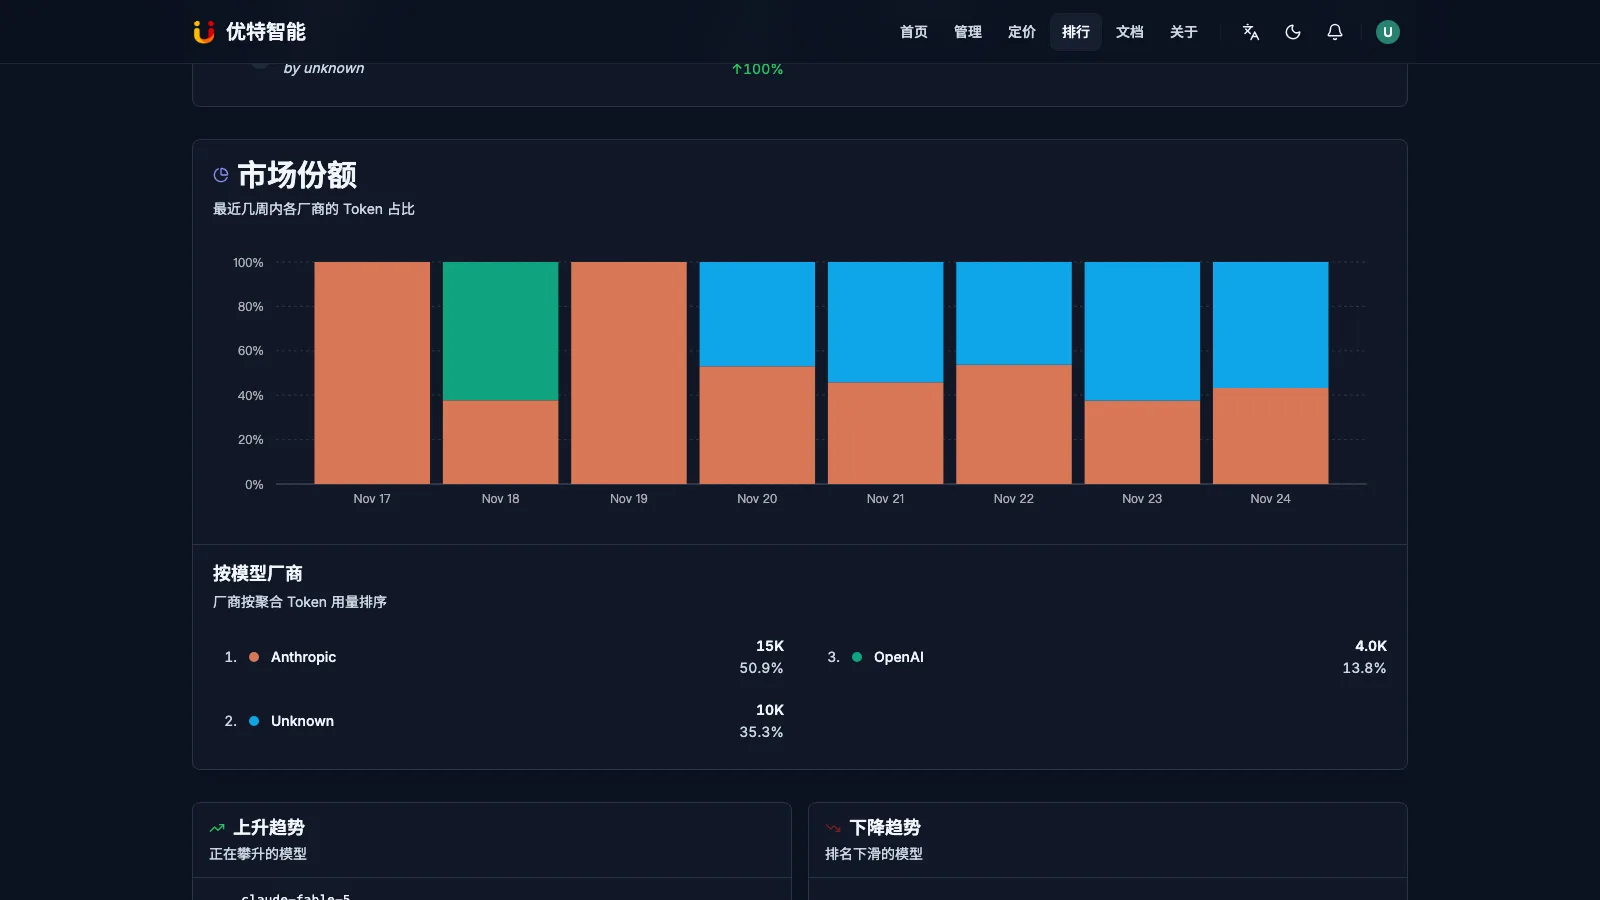 优特智能
首页 管理 定价 排行 文档 关于
U
by unknown
↑100%
市场份额
最近几周内各厂商的 Token 占比
100%
80%
60%
40%
20%
0%
Nov 17 Nov 18 Nov 19 Nov 20 Nov 21 Nov 22 Nov 23 Nov 24
按模型厂商
厂商按聚合 Token 用量排序
1. Anthropic
15K
50.9%
2. Unknown
10K
35.3%
3. OpenAI
4.0K
13.8%
上升趋势
正在攀升的模型
claude-fable-5
下降趋势
排名下滑的模型